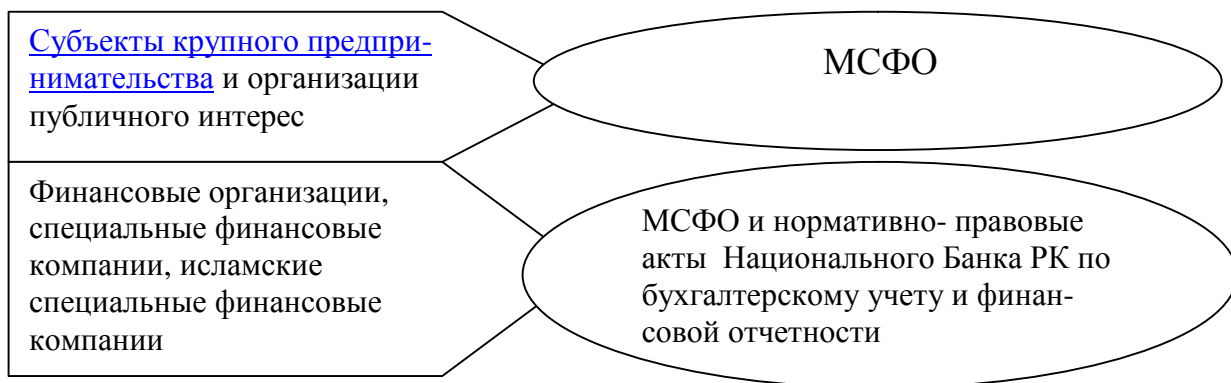 Субъекты крупного предпри-
нимательства и организации
публичного интерес
МСФО
Финансовые организации,
специальные финансовые
компании, исламские
специальные финансовые
компании
МСФО и нормативно- правовые
акты Национального Банка РК по
бухгалтерскому учету и финан-
совой отчетности